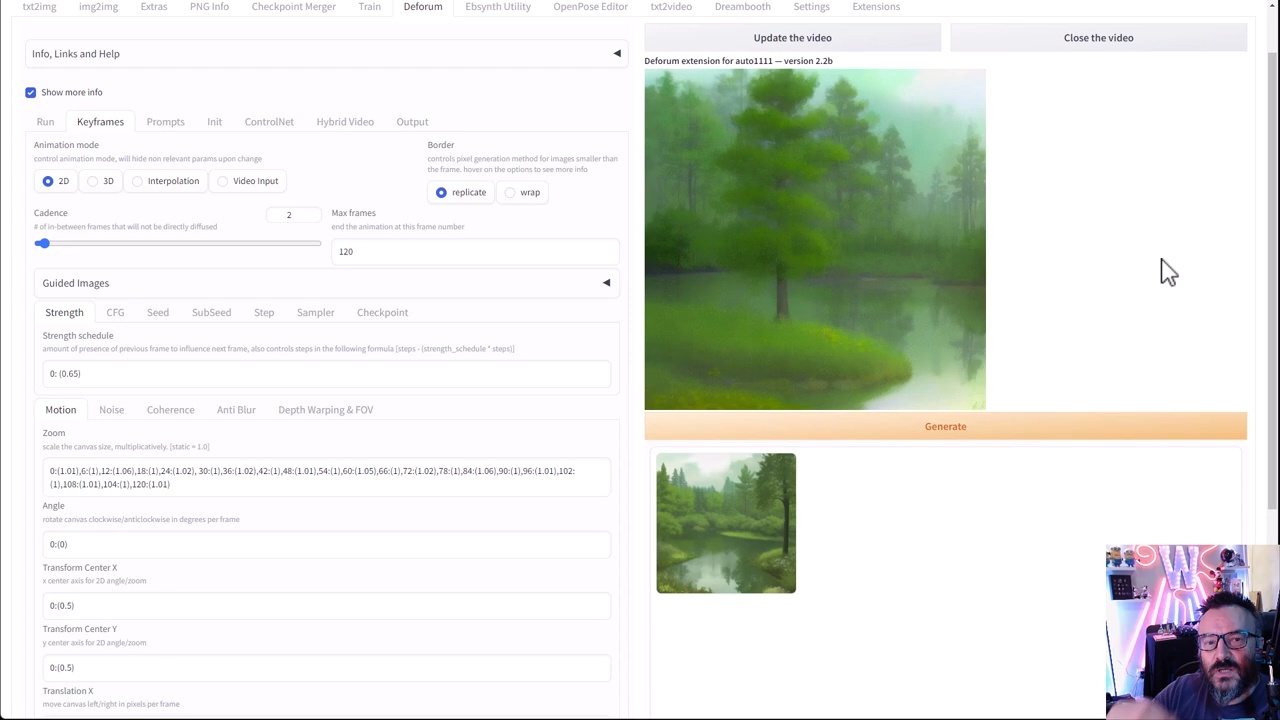 txt2img img2img Extras PNG Info Checkpoint Merger Train Deforum Ebsynth Utility OpenPose Editor txt2video Dreambooth Settings Extensions
Info, Links and Help
Show more info
Run Keyframes Prompts Init ControlNet Hybrid Video Output
Animation mode
control animation mode, will hide non relevant params upon change
2D 3D Interpolation Video Input
Border
controls pixel generation method for images smaller than
the frame. hover on the options to see more info
replicate wrap
Cadence
2
# of in-between frames that will not be directly diffused
Max frames
end the animation at this frame number
120
Guided Images
Strength CFG Seed SubSeed Step Sampler Checkpoint
Strength schedule
amount of presence of previous frame to influence next frame, also controls steps in the following formula [steps - (strength_schedule * steps)]
0: (0.65)
Motion Noise Coherence Anti Blur Depth Warping & FOV
Zoom
scale the canvas size, multiplicatively. [static = 1.0]
0:(1.01),6:(1),12:(1.06),18:(1),24:(1.02), 30:(1),36:(1.02),42:(1),48:(1.01),54:(1),60:(1.05),66:(1),72:(1.02),78:(1),84:(1.06),90:(1),96:(1.01),102:
(1),108:(1.01),104:(1),120:(1.01)
Angle
rotate canvas clockwise/anticlockwise in degrees per frame
0:(0)
Transform Center X
x center axis for 2D angle/zoom
0:(0.5)
Transform Center Y
y center axis for 2D angle/zoom
0:(0.5)
Translation X
move canvas left/right in pixels per frame
Update the video Close the video
Deforum extension for auto1111 — version 2.2b
Generate